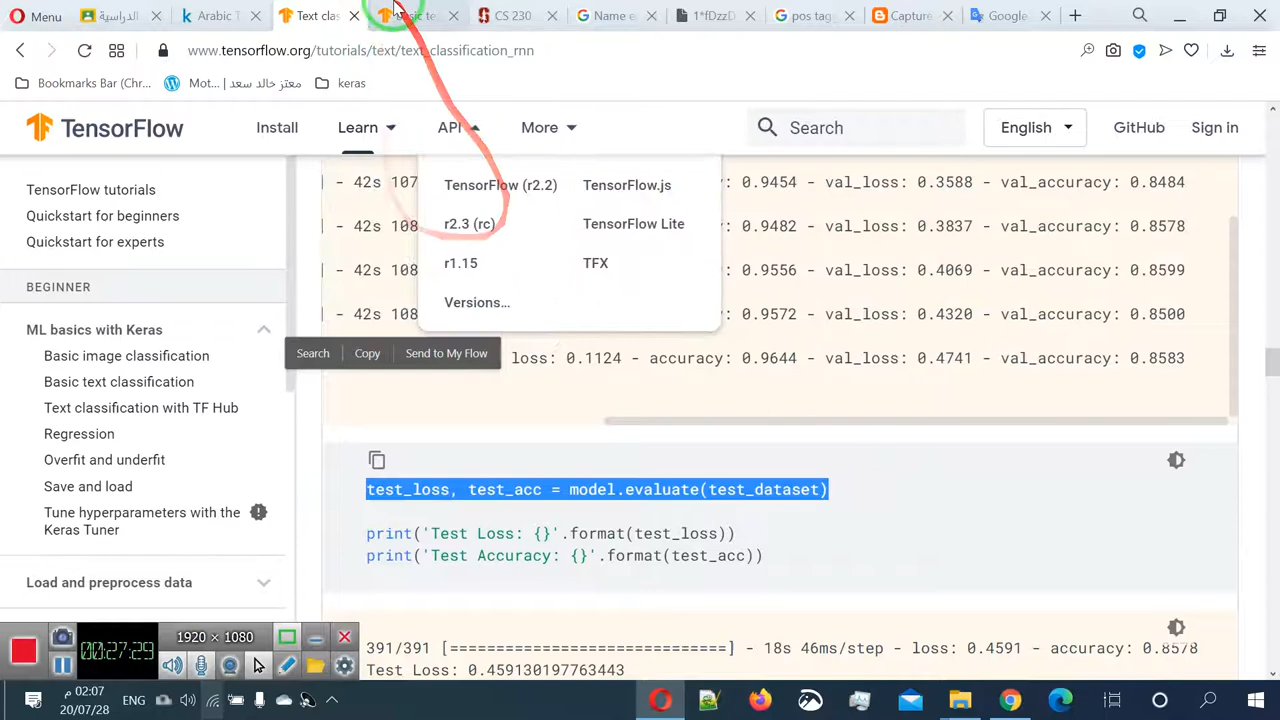 Menu
الدراسية
Arabic T
Text clas
Basic te
CS 230
Name e
1*fDzzD
pos tag
Capture
Google
www.tensorflow.org/tutorials/text/text_classification_rnn
Bookmarks Bar (Chr...
معتز خالد سعد | Mot...
keras
TensorFlow
Install
Learn
API
More
Search
English
GitHub
Sign in
TensorFlow tutorials
Quickstart for beginners
Quickstart for experts
BEGINNER
ML basics with Keras
Basic image classification
Basic text classification
Text classification with TF Hub
Regression
Overfit and underfit
Save and load
Tune hyperparameters with the
Keras Tuner
Load and preprocess data
TensorFlow (r2.2)
TensorFlow.js
r2.3 (rc)
TensorFlow Lite
r1.15
TFX
Versions...
- 42s 107 : 0.9454 - val_loss: 0.3588 - val_accuracy: 0.8484
- 42s 108 : 0.9482 - val_loss: 0.3837 - val_accuracy: 0.8578
- 42s 108 : 0.9556 - val_loss: 0.4069 - val_accuracy: 0.8599
- 42s 108 : 0.9572 - val_loss: 0.4320 - val_accuracy: 0.8500
Search Copy Send to My Flow
loss: 0.1124 - accuracy: 0.9644 - val_loss: 0.4741 - val_accuracy: 0.8583
test_loss, test_acc = model.evaluate(test_dataset)
print('Test Loss: {}'.format(test_loss))
print('Test Accuracy: {}'.format(test_acc))
391/391 [==============================] - 18s 46ms/step - loss: 0.4591 - accuracy: 0.8578
Test Loss: 0.459130197763443
00:27:29
1920 × 1080
02:07 م
20/07/28
ENG